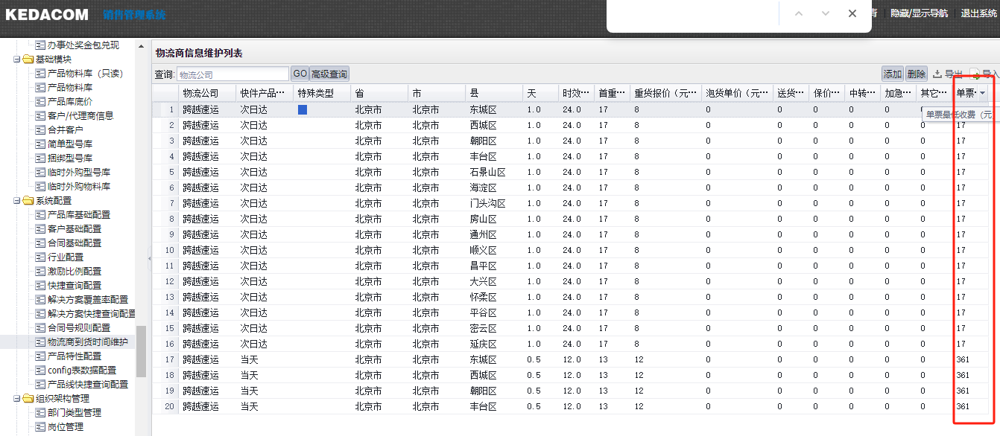 KEDACOM 销售管理系统
隐藏/显示导航 退出系统
办事处奖金包兑现
基础模块
产品物料库（只读）
产品物料库
产品库底价
客户/代理商信息
合并客户
简单型号库
捆绑型号库
临时外购型号库
临时外购物料库
系统配置
产品库基础配置
客户基础配置
合同基础配置
行业配置
激励比例配置
快捷查询配置
解决方案覆盖率配置
解决方案快捷查询配置
合同号规则配置
物流商到货时间维护
产品特性配置
config表数据配置
产品线快捷查询配置
组织架构管理
部门类型管理
岗位管理
物流商信息维护列表
查询: 物流公司 GO 高级查询 添加 删除 导出 导入
物流公司 快件产品… 特殊类型 省 市 县 天 时效… 首重… 重货报价（元… 泡货单价（元… 送货… 保价… 中转… 加急… 其它… 单票…
单票最低收费（元
1 跨越速运 次日达 北京市 北京市 东城区 1.0 24.0 17 8 0 0 0 0 0
2 跨越速运 次日达 北京市 北京市 西城区 1.0 24.0 17 8 0 0 0 0 0 0 17
3 跨越速运 次日达 北京市 北京市 朝阳区 1.0 24.0 17 8 0 0 0 0 0 0 17
4 跨越速运 次日达 北京市 北京市 丰台区 1.0 24.0 17 8 0 0 0 0 0 0 17
5 跨越速运 次日达 北京市 北京市 石景山区 1.0 24.0 17 8 0 0 0 0 0 0 17
6 跨越速运 次日达 北京市 北京市 海淀区 1.0 24.0 17 8 0 0 0 0 0 0 17
7 跨越速运 次日达 北京市 北京市 门头沟区 1.0 24.0 17 8 0 0 0 0 0 0 17
8 跨越速运 次日达 北京市 北京市 房山区 1.0 24.0 17 8 0 0 0 0 0 0 17
9 跨越速运 次日达 北京市 北京市 通州区 1.0 24.0 17 8 0 0 0 0 0 0 17
10 跨越速运 次日达 北京市 北京市 顺义区 1.0 24.0 17 8 0 0 0 0 0 0 17
11 跨越速运 次日达 北京市 北京市 昌平区 1.0 24.0 17 8 0 0 0 0 0 0 17
12 跨越速运 次日达 北京市 北京市 大兴区 1.0 24.0 17 8 0 0 0 0 0 0 17
13 跨越速运 次日达 北京市 北京市 怀柔区 1.0 24.0 17 8 0 0 0 0 0 0 17
14 跨越速运 次日达 北京市 北京市 平谷区 1.0 24.0 17 8 0 0 0 0 0 0 17
15 跨越速运 次日达 北京市 北京市 密云区 1.0 24.0 17 8 0 0 0 0 0 0 17
16 跨越速运 次日达 北京市 北京市 延庆区 1.0 24.0 17 8 0 0 0 0 0 0 17
17 跨越速运 当天 北京市 北京市 东城区 0.5 12.0 13 12 0 0 0 0 0 0 361
18 跨越速运 当天 北京市 北京市 西城区 0.5 12.0 13 12 0 0 0 0 0 0 361
19 跨越速运 当天 北京市 北京市 朝阳区 0.5 12.0 13 12 0 0 0 0 0 0 361
20 跨越速运 当天 北京市 北京市 丰台区 0.5 12.0 13 12 0 0 0 0 0 0 361